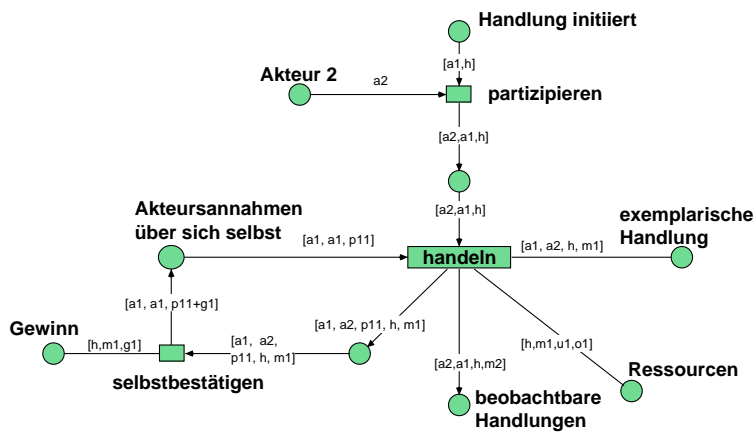 Handlung initiiert
[a1,h]
Akteur 2
a2
partizipieren
[a2,a1,h]
[a2,a1,h]
Akteursannahmen
über sich selbst
[a1, a1, p11]
handeln
[a1, a2, h, m1]
exemplarische
Handlung
[a1, a1, p11+g1]
[a1, a2, p11, h, m1]
Gewinn
[h,m1,g1]
[a1, a2,
p11, h, m1]
[h,m1,u1,o1]
[a2,a1,h,m2]
Ressourcen
selbstbestätigen
beobachtbare
Handlungen